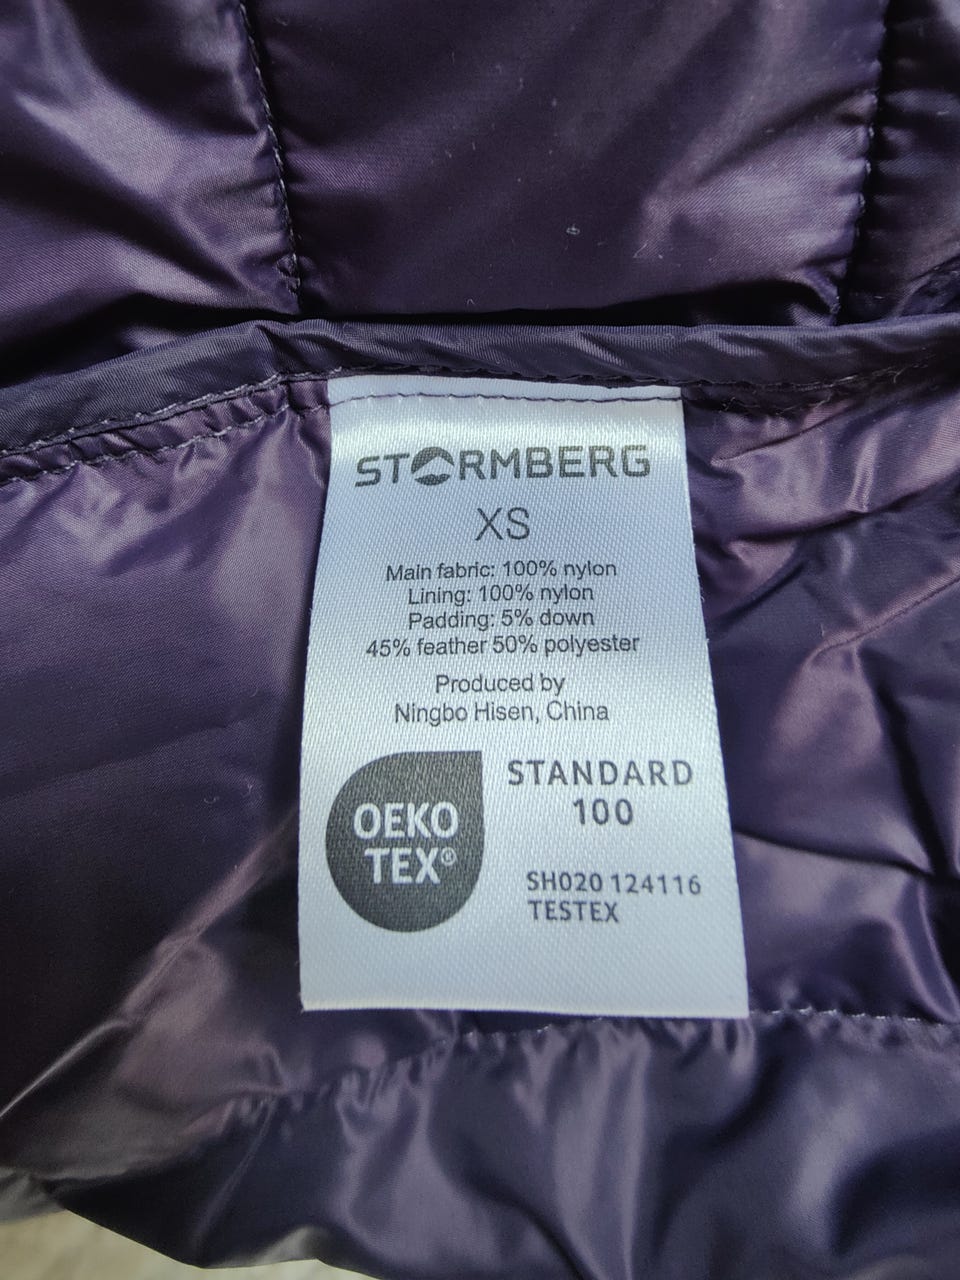 STORMBERG
XS
Main fabric: 100% nylon
Lining: 100% nylon
Padding: 5% down
45% feather 50% polyester
Produced by
Ningbo Hisen, China
OEKO
TEX®
STANDARD
100
SH020 124116
TESTEX